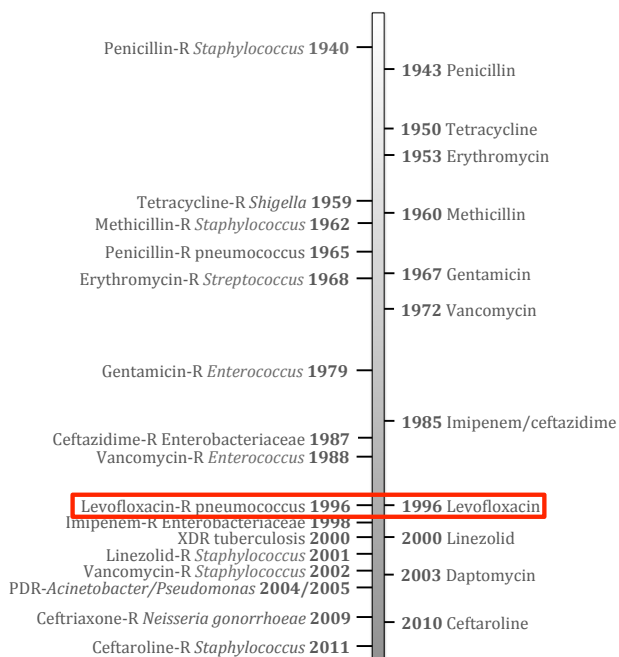 Penicillin-R Staphylococcus 1940
1943 Penicillin
1950 Tetracycline
1953 Erythromycin
Tetracycline-R Shigella 1959
1960 Methicillin
Methicillin-R Staphylococcus 1962
Penicillin-R pneumococcus 1965
1967 Gentamicin
Erythromycin-R Streptococcus 1968
1972 Vancomycin
Gentamicin-R Enterococcus 1979
1985 Imipenem/ceftazidime
Ceftazidime-R Enterobacteriaceae 1987
Vancomycin-R Enterococcus 1988
Levofloxacin-R pneumococcus 1996
1996 Levofloxacin
Imipenem-R Enterobacteriaceae 1998
XDR tuberculosis 2000
2000 Linezolid
Linezolid-R Staphylococcus 2001
Vancomycin-R Staphylococcus 2002
2003 Daptomycin
PDR-Acinetobacter/Pseudomonas 2004/2005
Ceftriaxone-R Neisseria gonorrhoeae 2009
2010 Ceftaroline
Ceftaroline-R Staphylococcus 2011